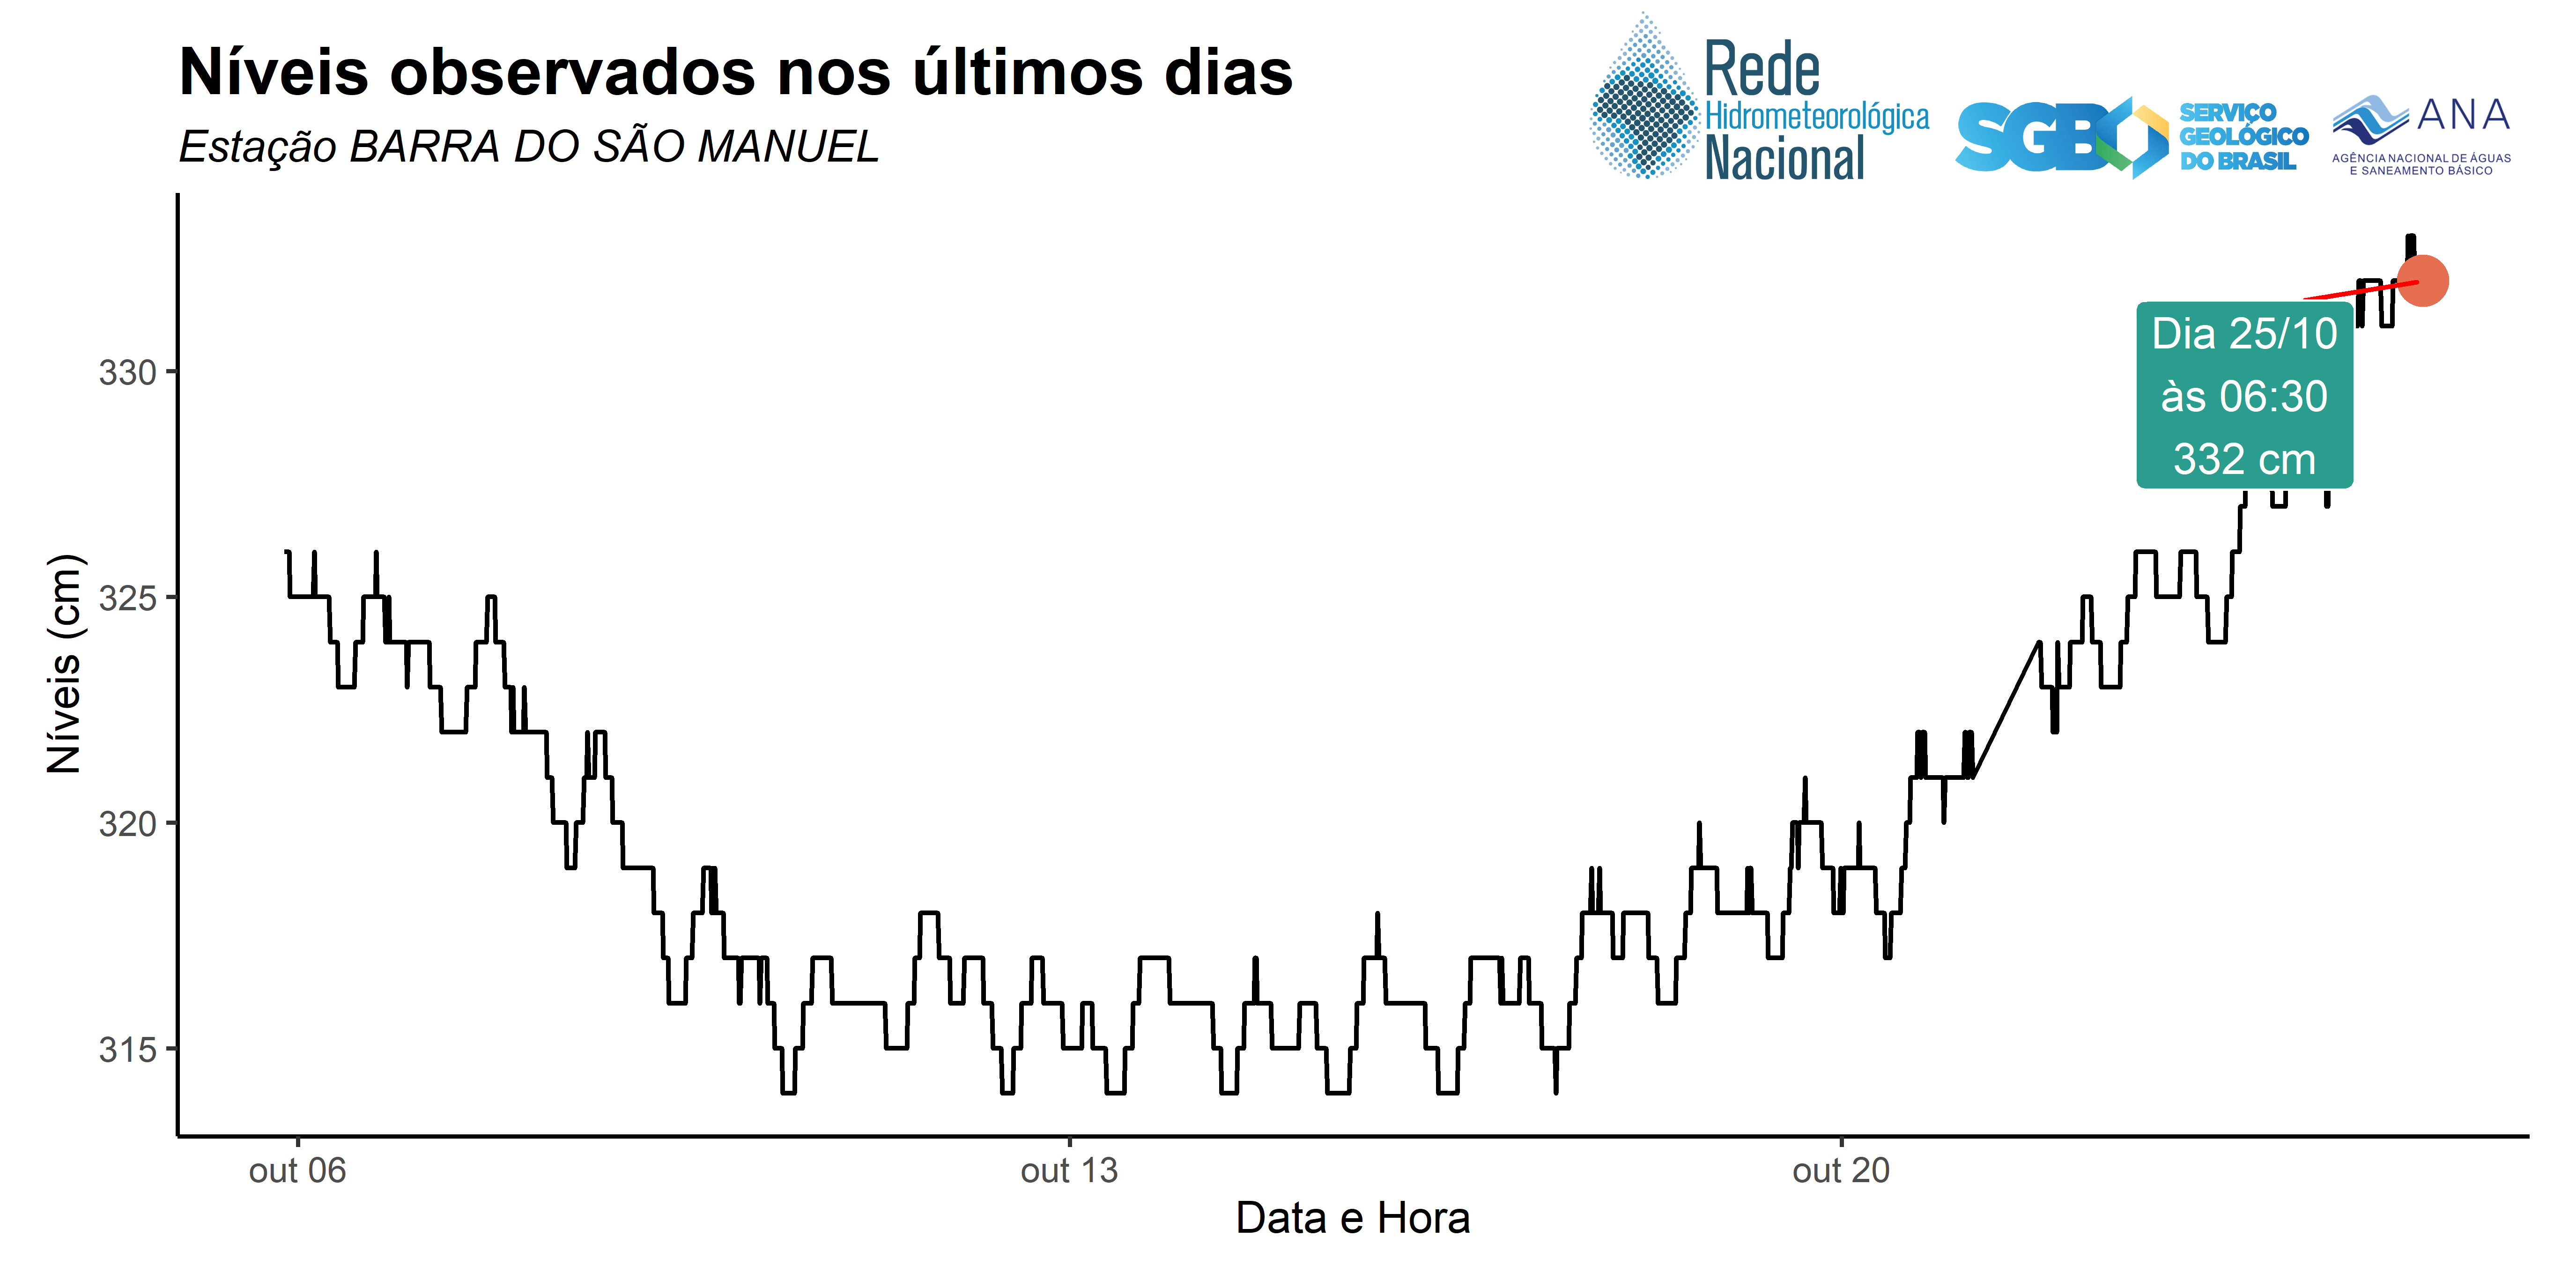 Níveis observados nos últimos dias
Estação BARRA DO SÃO MANUEL
Rede
Hidrometeorológica
Nacional
SGB
SERVIÇO
GEOLÓGICO
DO BRASIL
ANA
AGÊNCIA NACIONAL DE ÁGUAS
E SANEAMENTO BÁSICO
Níveis (cm)
330
325
320
315
Dia 25/10
às 06:30
332 cm
out 06
out 13
out 20
Data e Hora